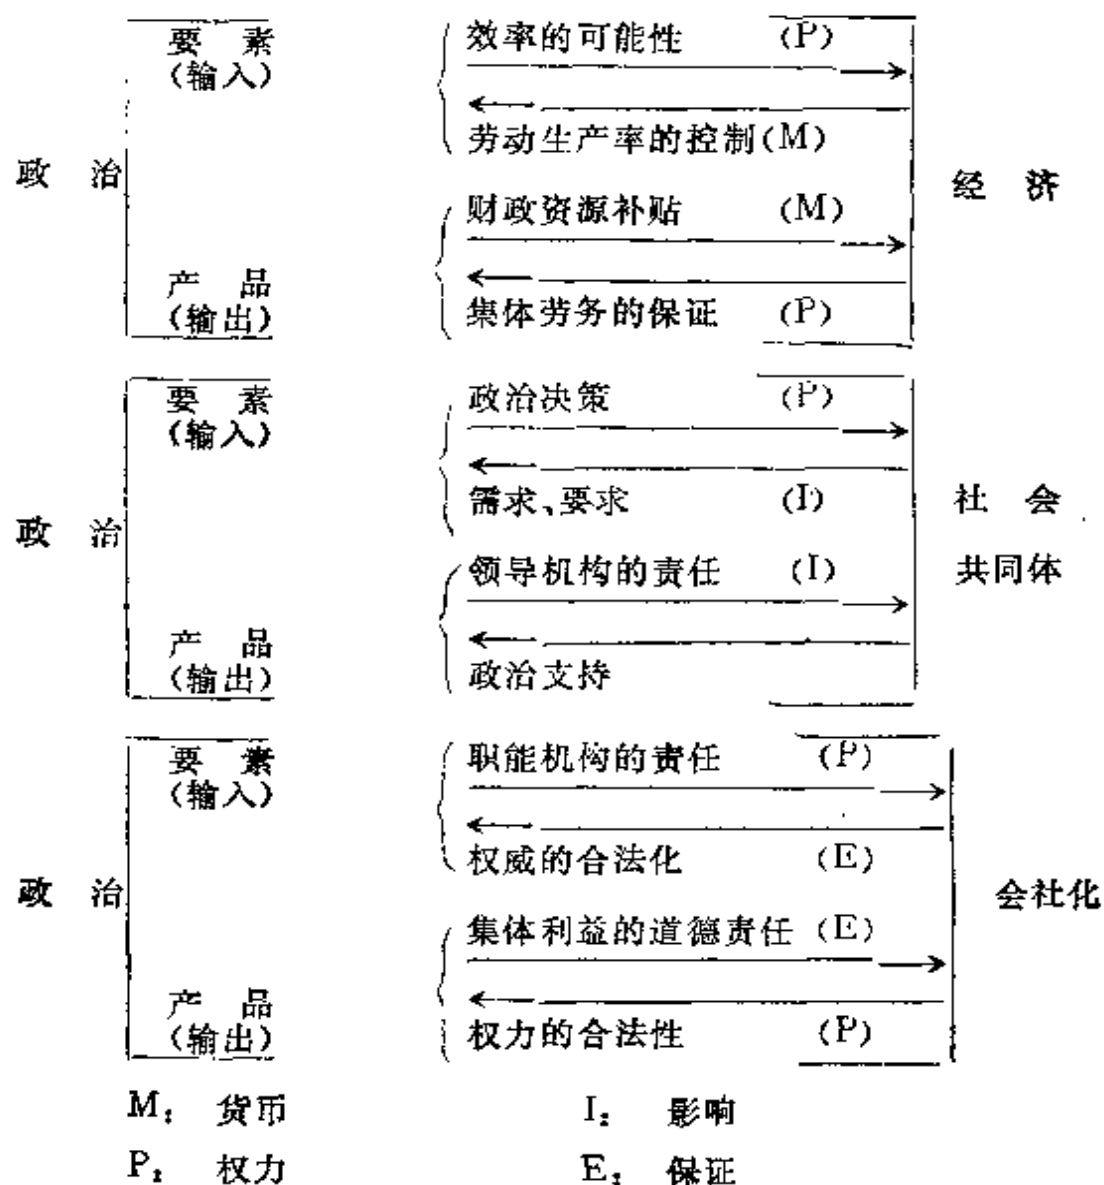 要 素
(输入)
效率的可能性 (P)
劳动生产率的控制(M)
政 治
经 济
财政资源补贴 (M)
产 品
(输出)
集体劳务的保证 (P)
要 素
(输入)
政治决策 (P)
需求、要求 (I)
政 治
社 会
共同体
领导机构的责任 (I)
产 品
(输出)
政治支持
要 素
(输入)
职能机构的责任 (P)
权威的合法化 (E)
政 治
会社化
集体利益的道德责任 (E)
产 品
(输出)
权力的合法性 (P)
M: 货币 I: 影响
P: 权力 E: 保证